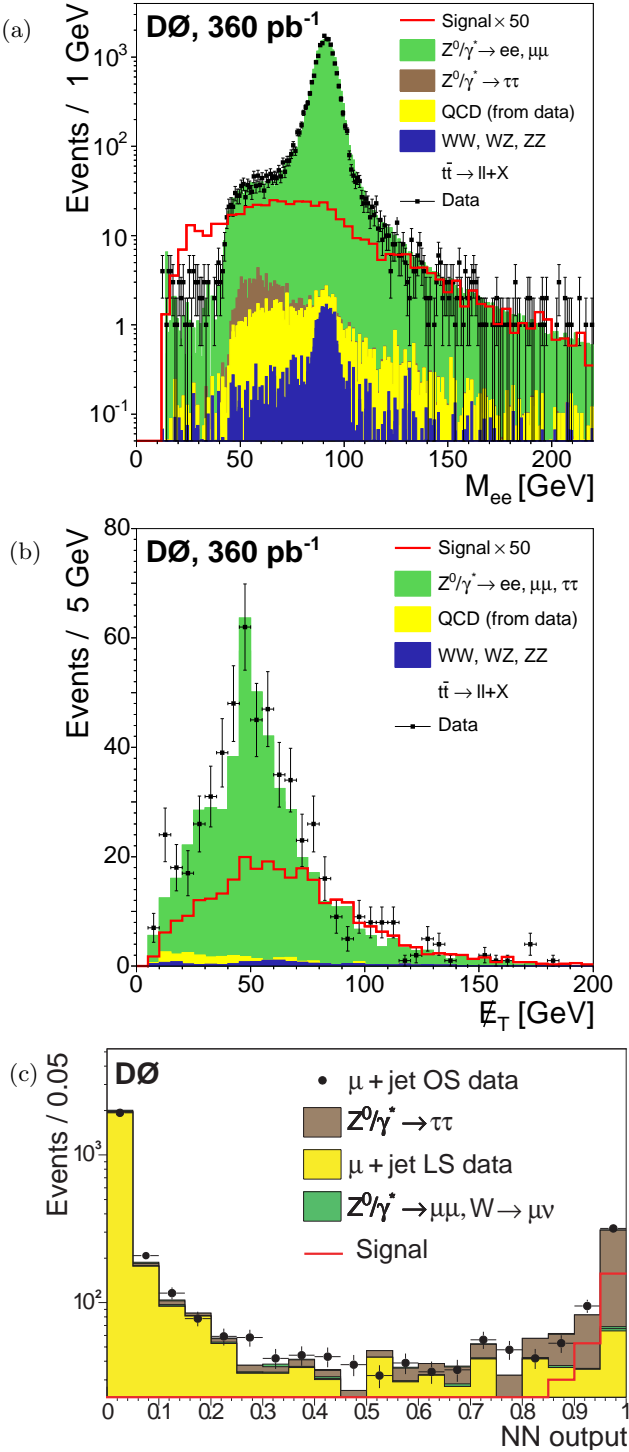 (a)
DØ, 360 pb⁻¹
Signal × 50
Z⁰/γ* → ee, μμ
Z⁰/γ* → ττ
QCD (from data)
WW, WZ, ZZ
tt̄ → ll+X
Data
Events / 1 GeV
10³
10²
10
1
10⁻¹
0 50 100 150 200
M_ee [GeV]
(b)
DØ, 360 pb⁻¹
Signal × 50
Z⁰/γ* → ee, μμ, ττ
QCD (from data)
WW, WZ, ZZ
tt̄ → ll+X
Data
Events / 5 GeV
80
60
40
20
0
0 50 100 150 200
E̸_T [GeV]
(c)
DØ
μ + jet OS data
Z⁰/γ* → ττ
μ + jet LS data
Z⁰/γ* → μμ, W → μν
Signal
Events / 0.05
10³
10²
0 0.1 0.2 0.3 0.4 0.5 0.6 0.7 0.8 0.9 1
NN output